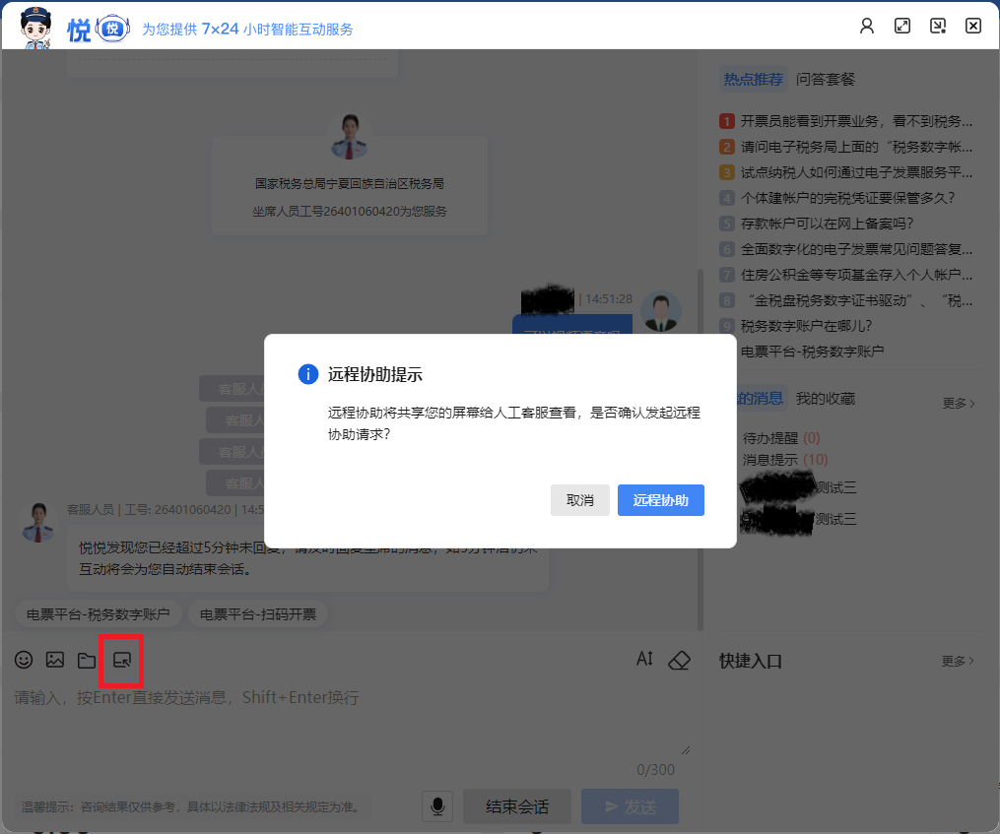 悦 悦 为您提供 7×24 小时智能互动服务
国家税务总局宁夏回族自治区税务局
坐席人员工号26401060420为您服务
| 14:51:28
客服人员
客服人
客服人员
客服人
客服人员 | 工号: 26401060420 | 14:5
悦悦发现您已经超过5分钟未回复，请及时回复坐席的消息，如5分钟后仍未
互动将会为您自动结束会话。
电票平台-税务数字账户 电票平台-扫码开票
远程协助提示
远程协助将共享您的屏幕给人工客服查看，是否确认发起远程
协助请求?
取消 远程协助
请输入，按Enter直接发送消息，Shift+Enter换行
0/300
温馨提示：咨询结果仅供参考，具体以法律法规及相关规定为准。
结束会话 发送
热点推荐 问答套餐
1 开票员能看到开票业务，看不到税务...
2 请问电子税务局上面的“税务数字帐...
3 试点纳税人如何通过电子发票服务平...
4 个体建帐户的完税凭证要保管多久?
5 存款帐户可以在网上备案吗?
6 全面数字化的电子发票常见问题答复...
7 住房公积金等专项基金存入个人帐户...
8 “金税盘税务数字证书驱动”、“税...
9 税务数字账户在哪儿?
电票平台-税务数字账户
的消息 我的收藏 更多 >
待办提醒 (0)
消息提示 (10)
测试三
测试三
快捷入口 更多 >